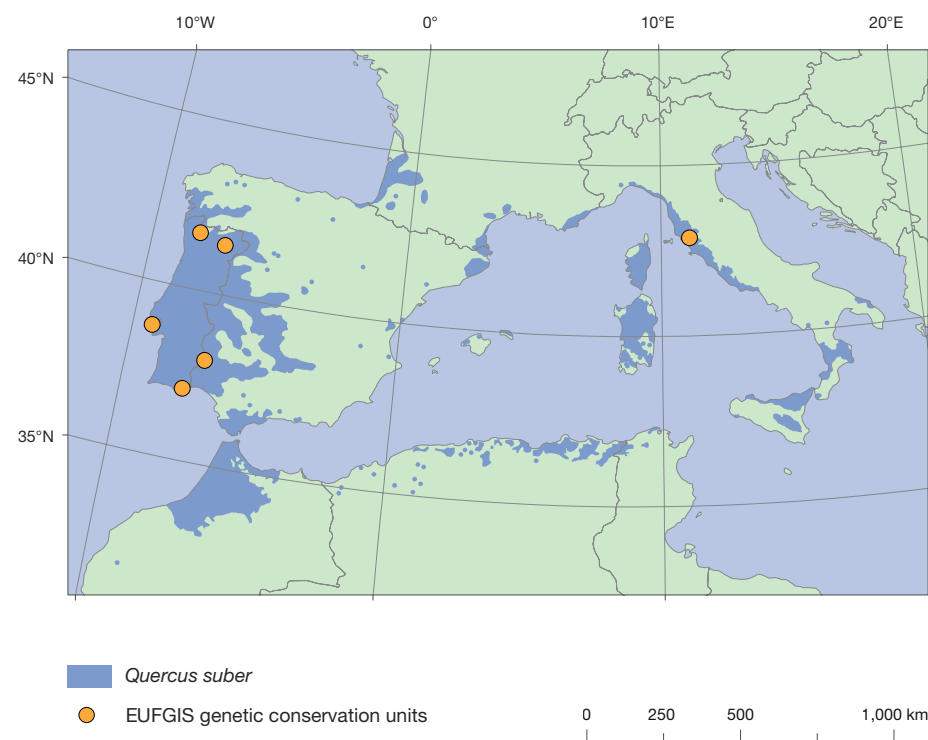 10°W 0° 10°E 20°E
45°N
40°N
35°N
Quercus suber
EUFGIS genetic conservation units
0 250 500 1,000 km